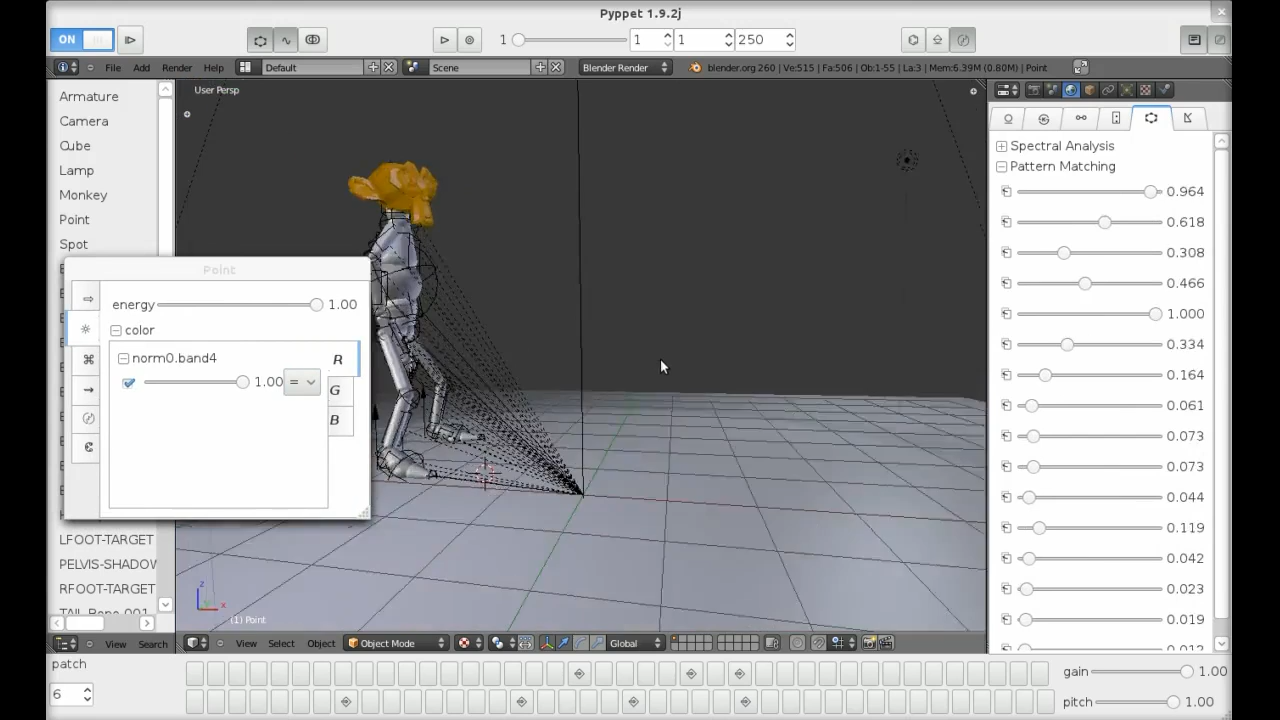 Pyppet 1.9.2j
ON
1
1
1
250
File Add Render Help
Default
Scene
Blender Render
blender.org 260 | Ve:515 | Fa:506 | Ob:1-55 | La:3 | Mem:6.39M (0.80M) | Point
Armature
Camera
Cube
Lamp
Monkey
Point
Spot
LFOOT-TARGET
PELVIS-SHADOW
RFOOT-TARGET
TAIL-Bone.001
View Search
User Persp
Point
energy 1.00
color
norm0.band4
1.00 =
R
G
B
z
x
(1) Point
View Select Object
Object Mode
Global
Spectral Analysis
Pattern Matching
0.964
0.618
0.308
0.466
1.000
0.334
0.164
0.061
0.073
0.073
0.044
0.119
0.042
0.023
0.019
0.012
patch
6
gain 1.00
pitch 1.00